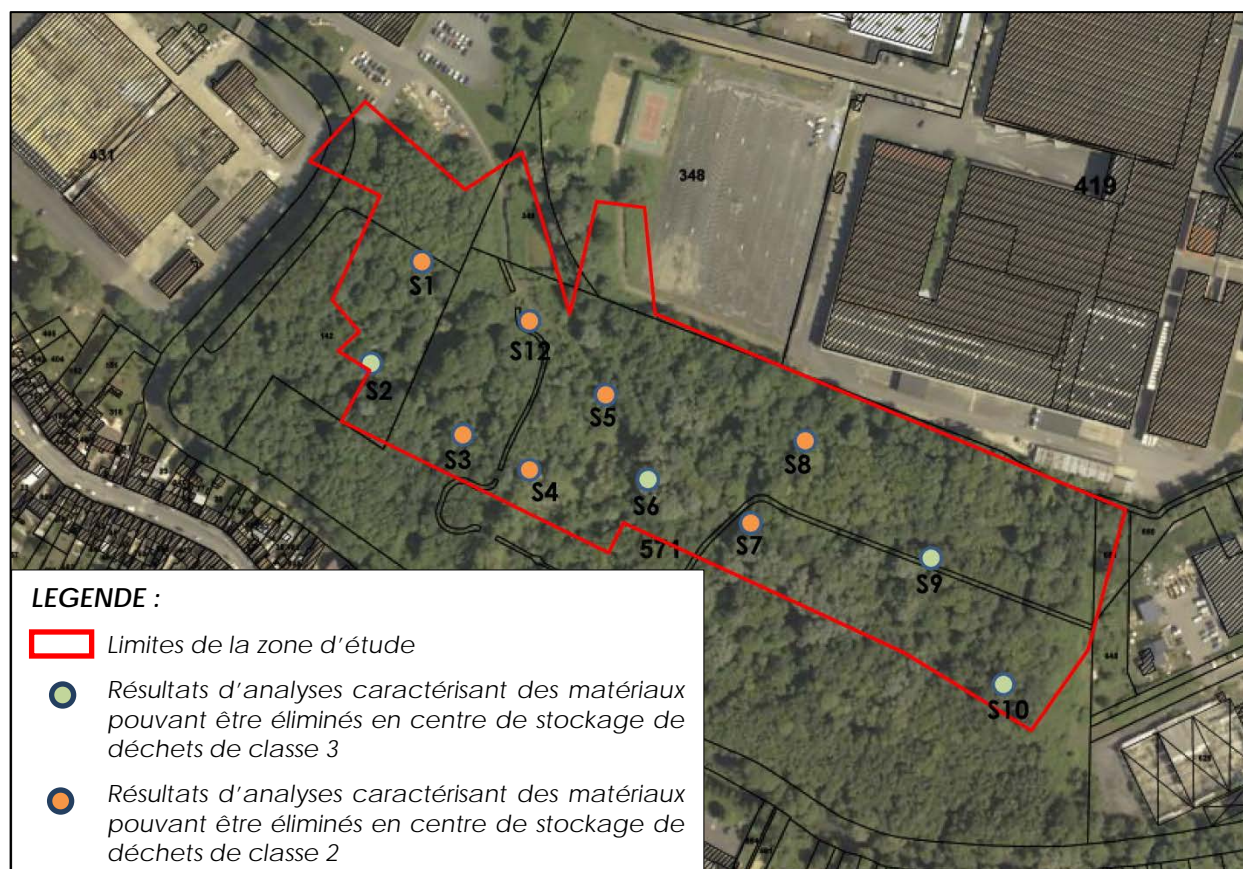 431
348
419
348
S1
142
S12
S2
S5
S3
S8
S4
S6
S7
571
S9
S10
LEGENDE :
Limites de la zone d'étude
Résultats d'analyses caractérisant des matériaux
pouvant être éliminés en centre de stockage de
déchets de classe 3
Résultats d'analyses caractérisant des matériaux
pouvant être éliminés en centre de stockage de
déchets de classe 2